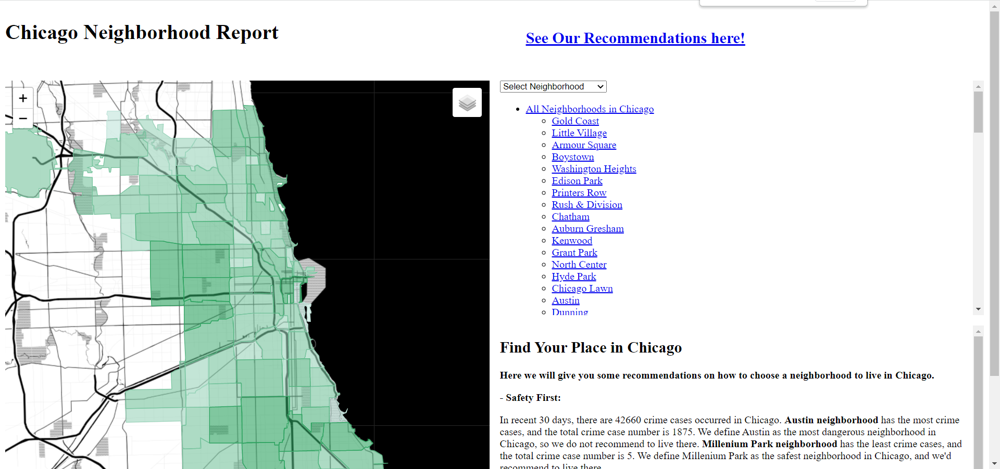 Chicago Neighborhood Report
See Our Recommendations here!
+
−
Select Neighborhood
All Neighborhoods in Chicago
Gold Coast
Little Village
Armour Square
Boystown
Washington Heights
Edison Park
Printers Row
Rush & Division
Chatham
Auburn Gresham
Kenwood
Grant Park
North Center
Hyde Park
Chicago Lawn
Austin
Dunning
Find Your Place in Chicago
Here we will give you some recommendations on how to choose a neighborhood to live in Chicago.
- Safety First:
In recent 30 days, there are 42660 crime cases occurred in Chicago. Austin neighborhood has the most crime
cases, and the total crime case number is 1875. We define Austin as the most dangerous neighborhood in
Chicago, so we do not recommend to live there. Millenium Park neighborhood has the least crime cases, and
the total crime case number is 5. We define Millenium Park as the safest neighborhood in Chicago, and we'd
recommend to live there.